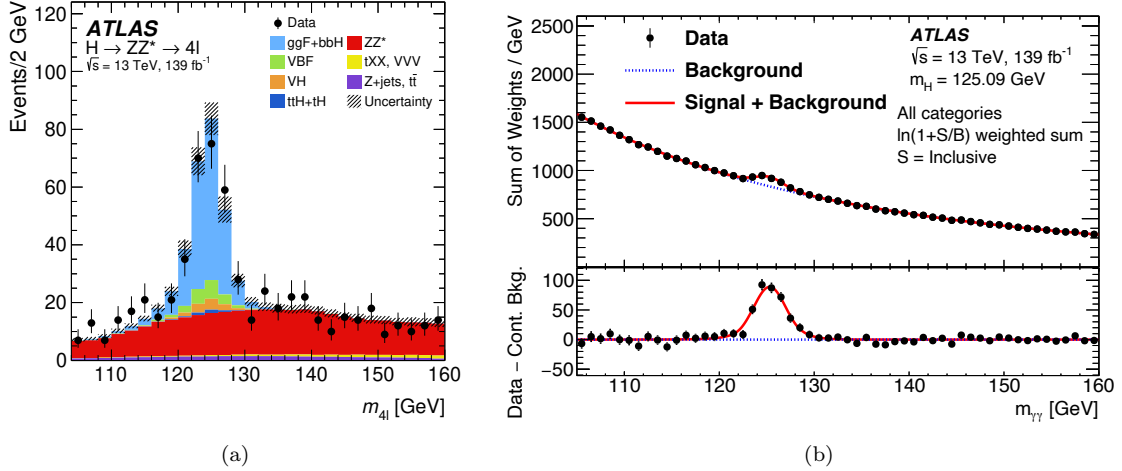 ATLAS
H → ZZ* → 4l
√s = 13 TeV, 139 fb⁻¹
Data
ggF+bbH
VBF
VH
ttH+tH
ZZ*
tXX, VVV
Z+jets, tt̄
Uncertainty
Events/2 GeV
120
100
80
60
40
20
0
110 120 130 140 150 160
m4l [GeV]
(a)
ATLAS
√s = 13 TeV, 139 fb⁻¹
mH = 125.09 GeV
All categories
ln(1+S/B) weighted sum
S = Inclusive
Data
Background
Signal + Background
Sum of Weights / GeV
2500
2000
1500
1000
500
Data − Cont. Bkg.
100
50
0
−50
110 120 130 140 150 160
mγγ [GeV]
(b)